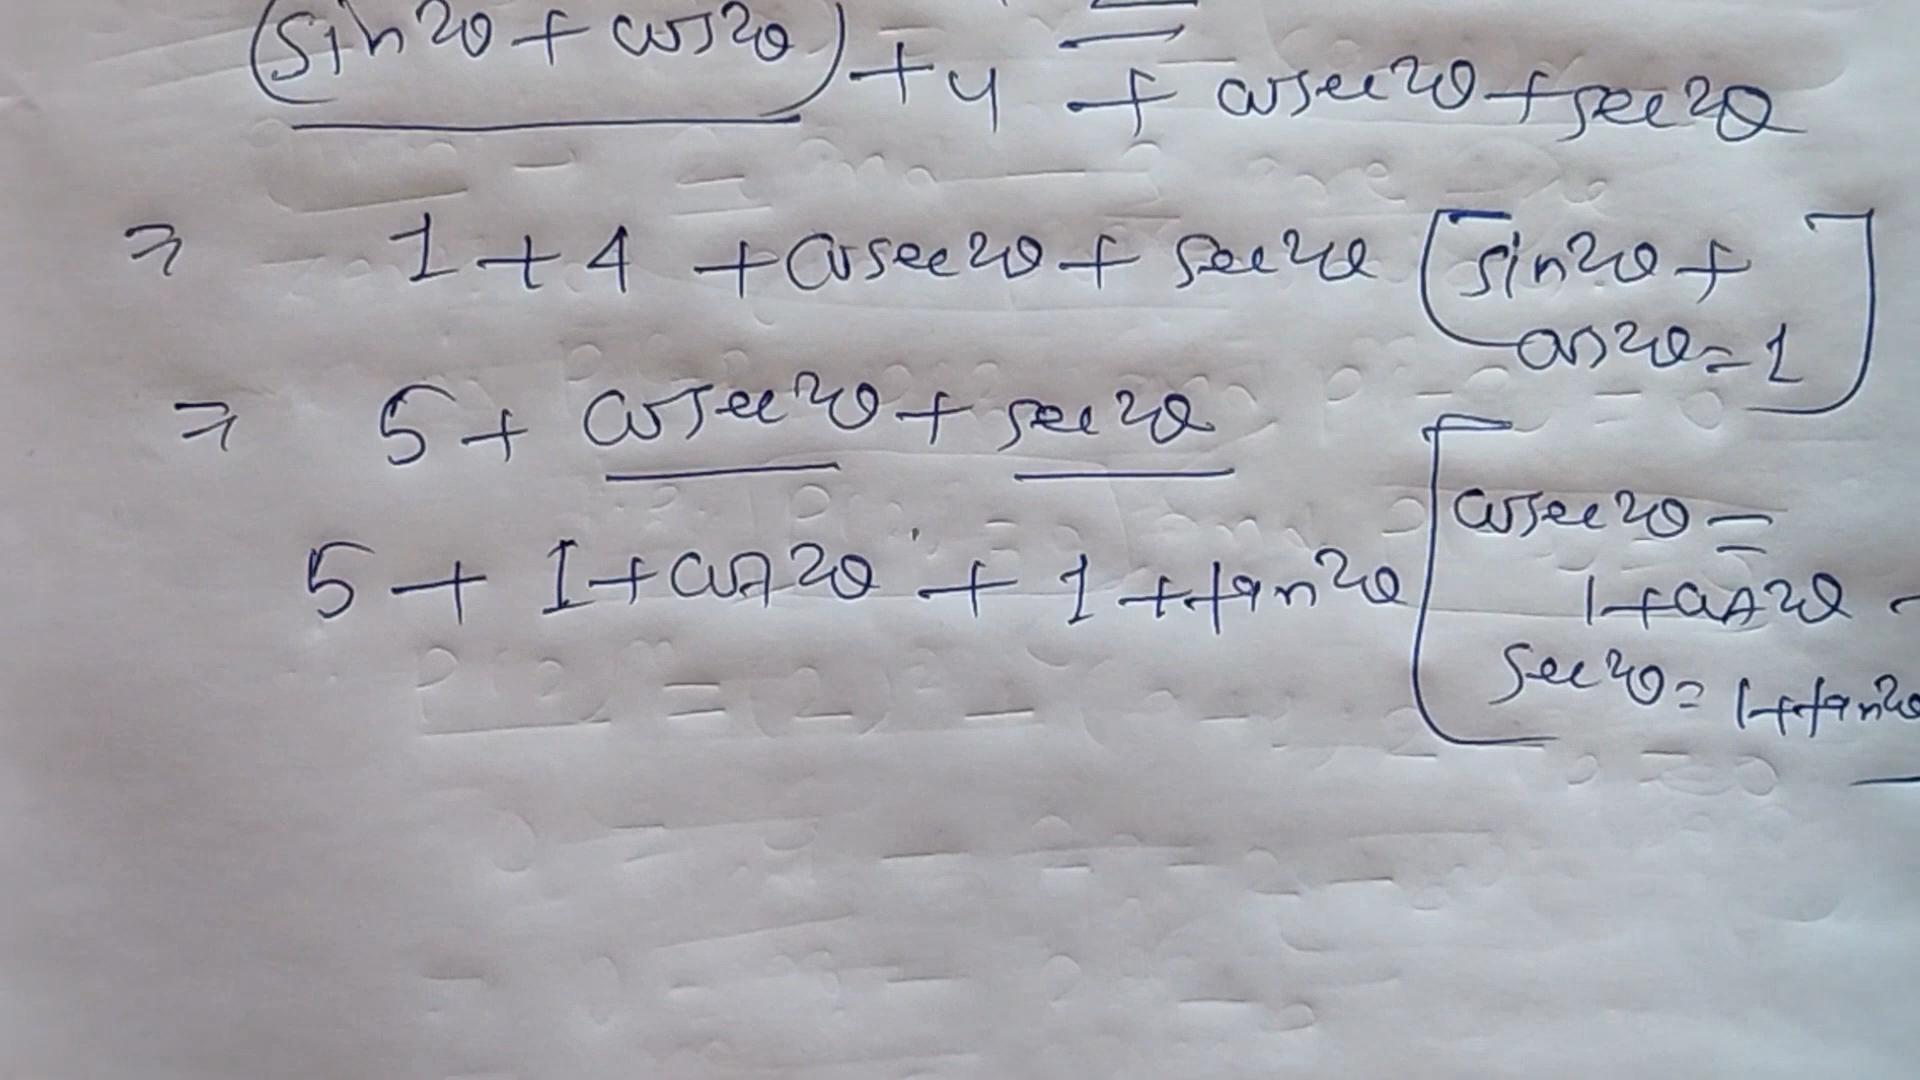 (sin²θ + cos²θ) + 4 + cosec²θ + sec²θ
⇒ 1 + 4 + cosec²θ + sec²θ [sin²θ + cos²θ = 1]
⇒ 5 + cosec²θ + sec²θ
5 + 1 + cot²θ + 1 + tan²θ [cosec²θ = 1 + cot²θ
sec²θ = 1 + tan²θ